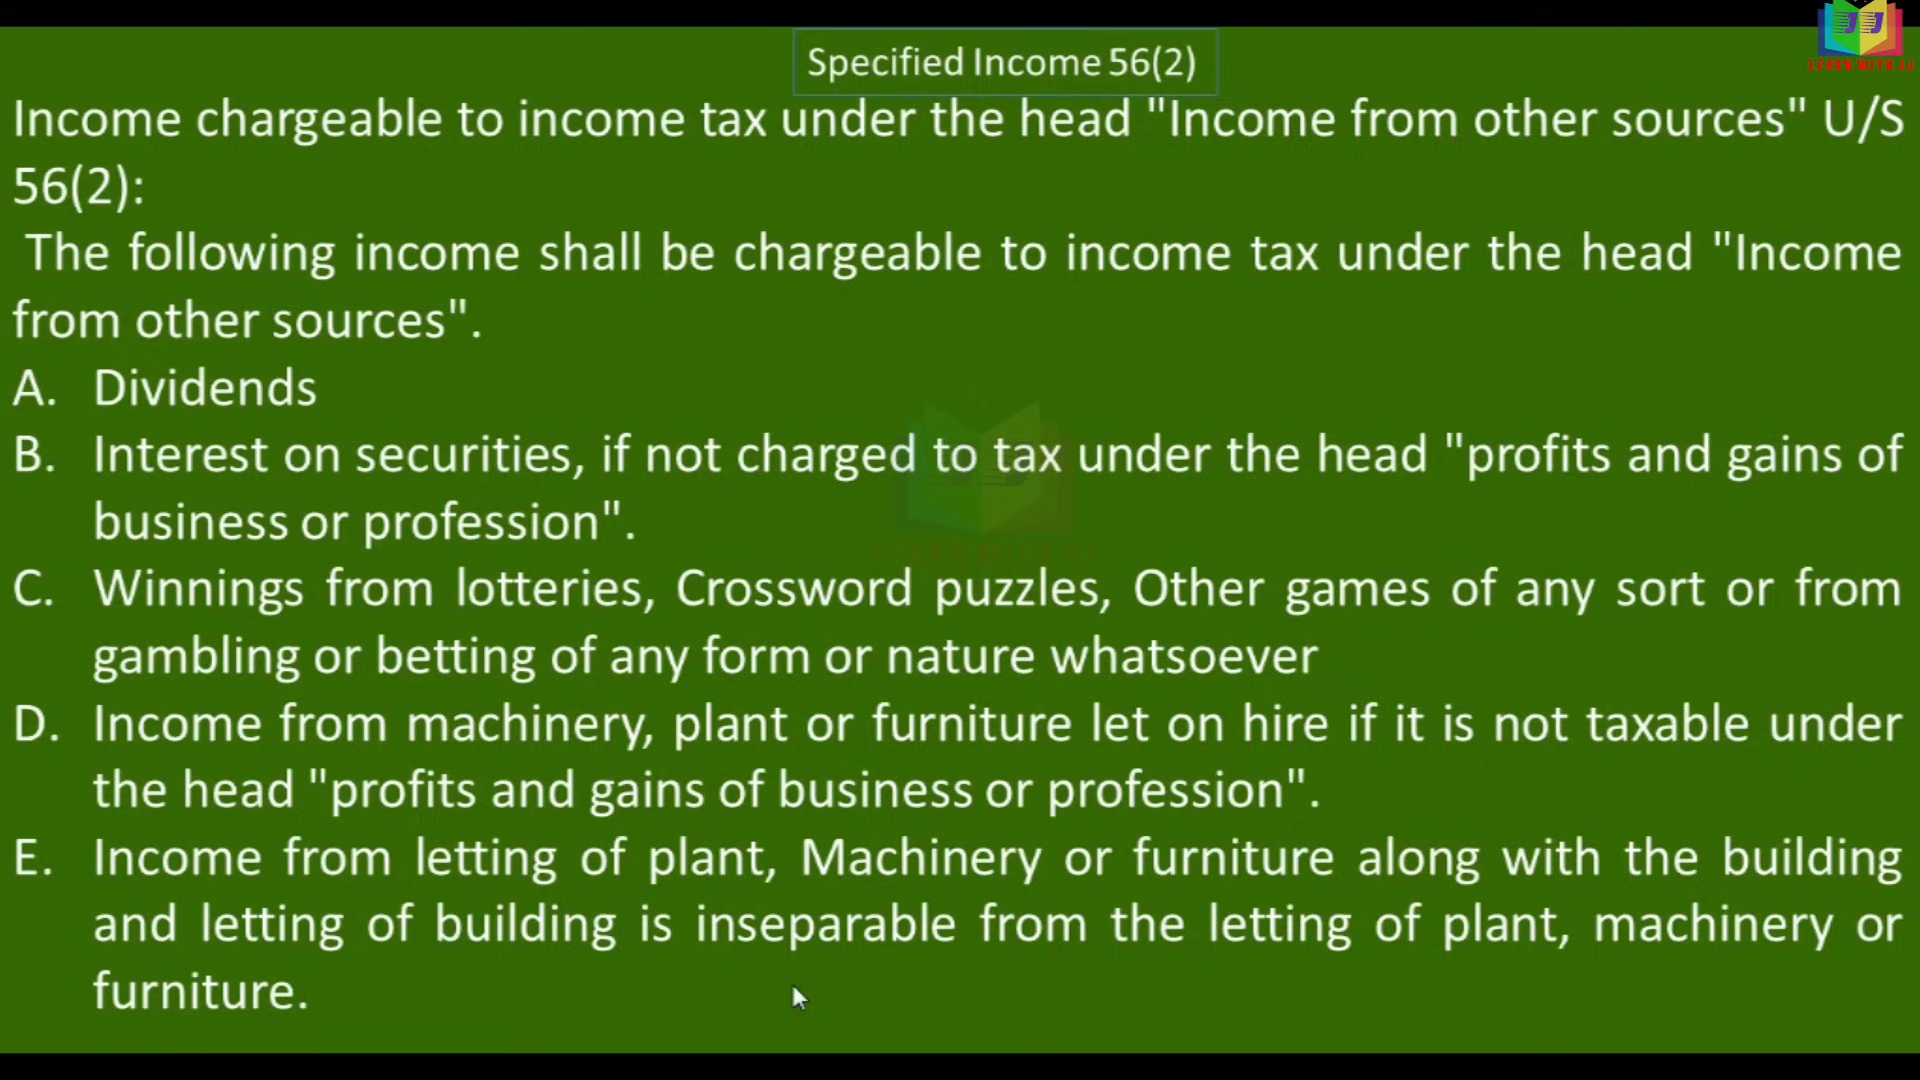 Specified Income 56(2)
LEARN WITH JJ
Income chargeable to income tax under the head "Income from other sources" U/S
56(2):
The following income shall be chargeable to income tax under the head "Income
from other sources".
A. Dividends
B. Interest on securities, if not charged to tax under the head "profits and gains of
business or profession".
C. Winnings from lotteries, Crossword puzzles, Other games of any sort or from
gambling or betting of any form or nature whatsoever
D. Income from machinery, plant or furniture let on hire if it is not taxable under
the head "profits and gains of business or profession".
E. Income from letting of plant, Machinery or furniture along with the building
and letting of building is inseparable from the letting of plant, machinery or
furniture.